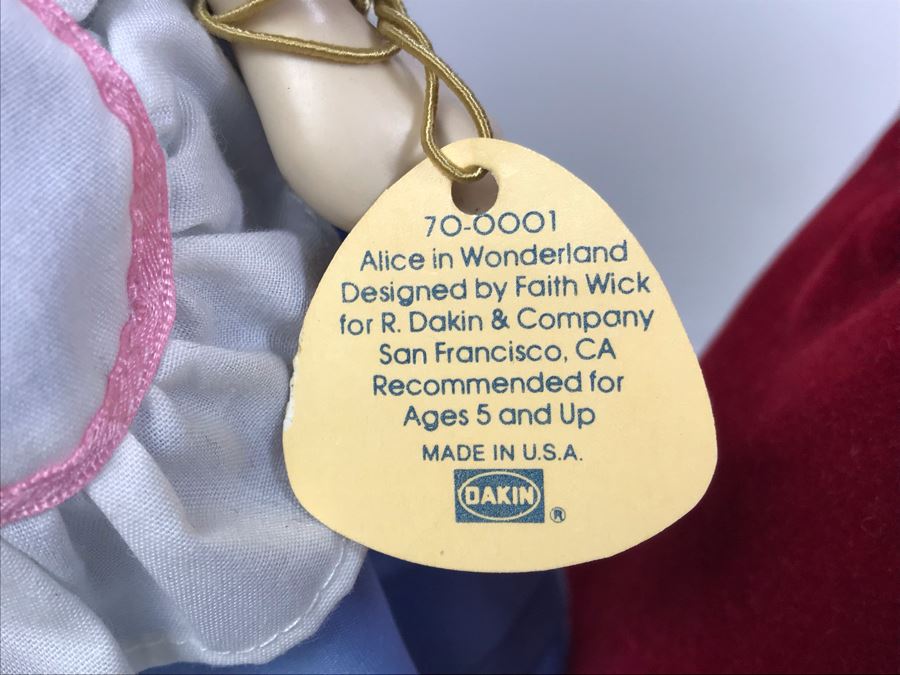 70-0001
Alice in Wonderland
Designed by Faith Wick
for R. Dakin & Company
San Francisco, CA
Recommended for
Ages 5 and Up
MADE IN U.S.A.
DAKIN ®